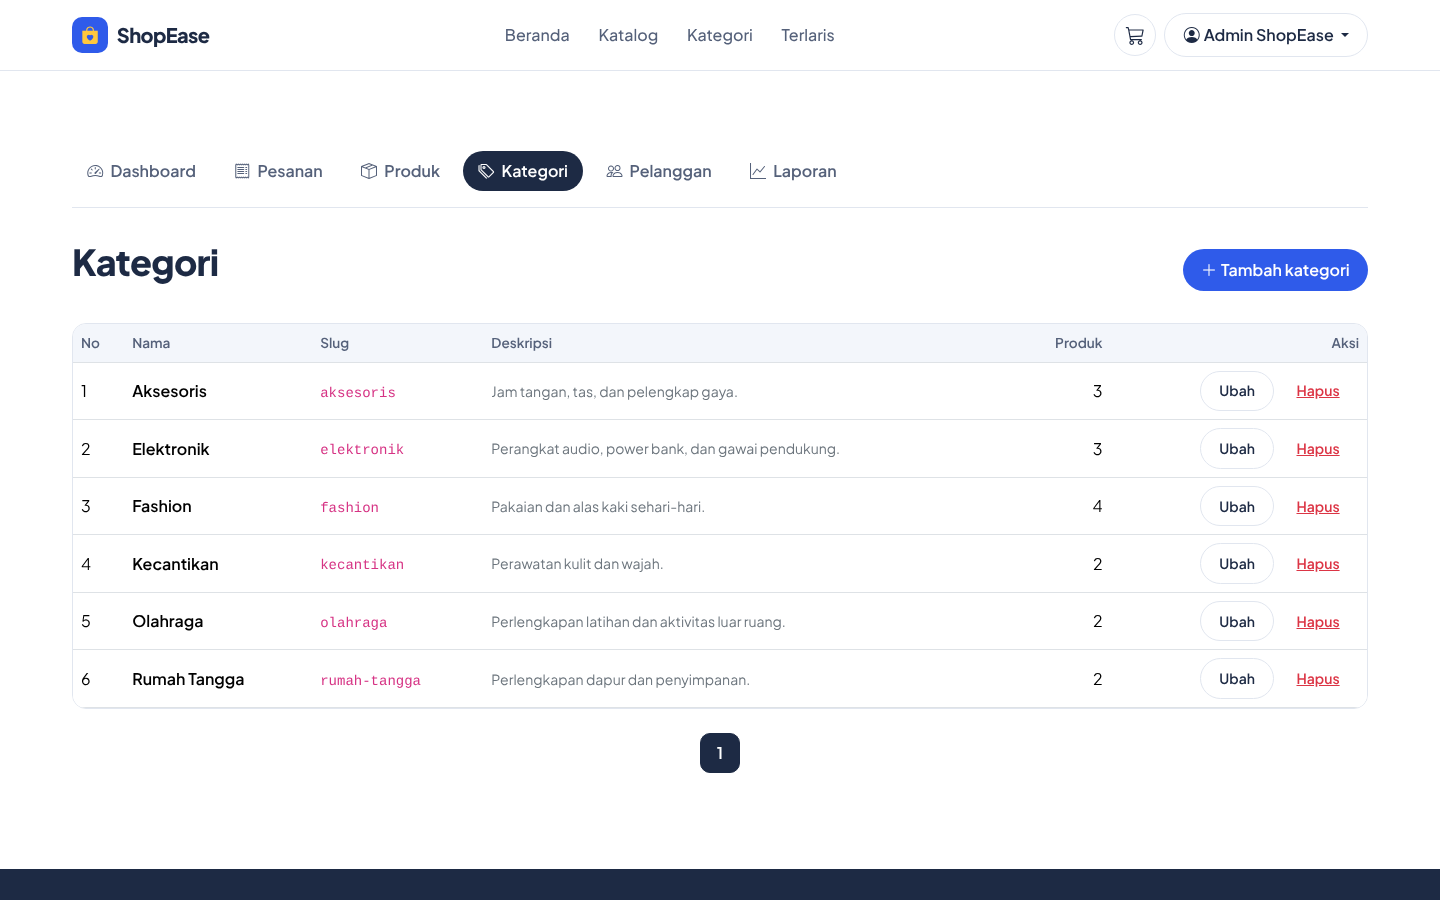 ShopEase Beranda Katalog Kategori Terlaris Admin ShopEase
Dashboard Pesanan Produk Kategori Pelanggan Laporan
Kategori
+ Tambah kategori
No Nama Slug Deskripsi Produk Aksi
1 Aksesoris aksesoris Jam tangan, tas, dan pelengkap gaya. 3 Ubah Hapus
2 Elektronik elektronik Perangkat audio, power bank, dan gawai pendukung. 3 Ubah Hapus
3 Fashion fashion Pakaian dan alas kaki sehari-hari. 4 Ubah Hapus
4 Kecantikan kecantikan Perawatan kulit dan wajah. 2 Ubah Hapus
5 Olahraga olahraga Perlengkapan latihan dan aktivitas luar ruang. 2 Ubah Hapus
6 Rumah Tangga rumah-tangga Perlengkapan dapur dan penyimpanan. 2 Ubah Hapus
1